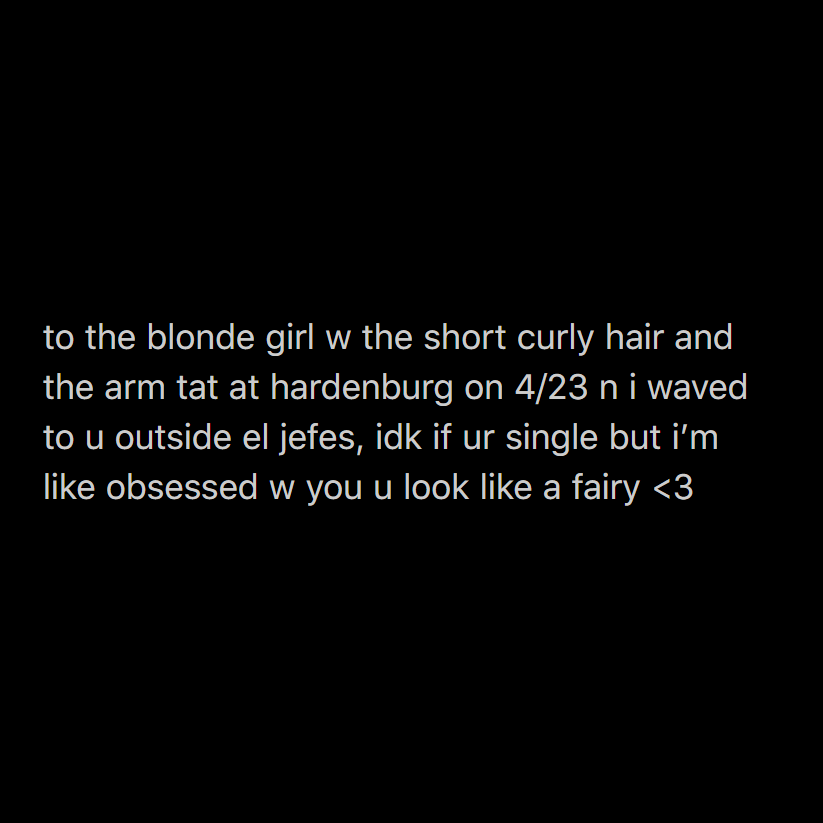 to the blonde girl w the short curly hair and
the arm tat at hardenburg on 4/23 n i waved
to u outside el jefes, idk if ur single but i’m
like obsessed w you u look like a fairy <3